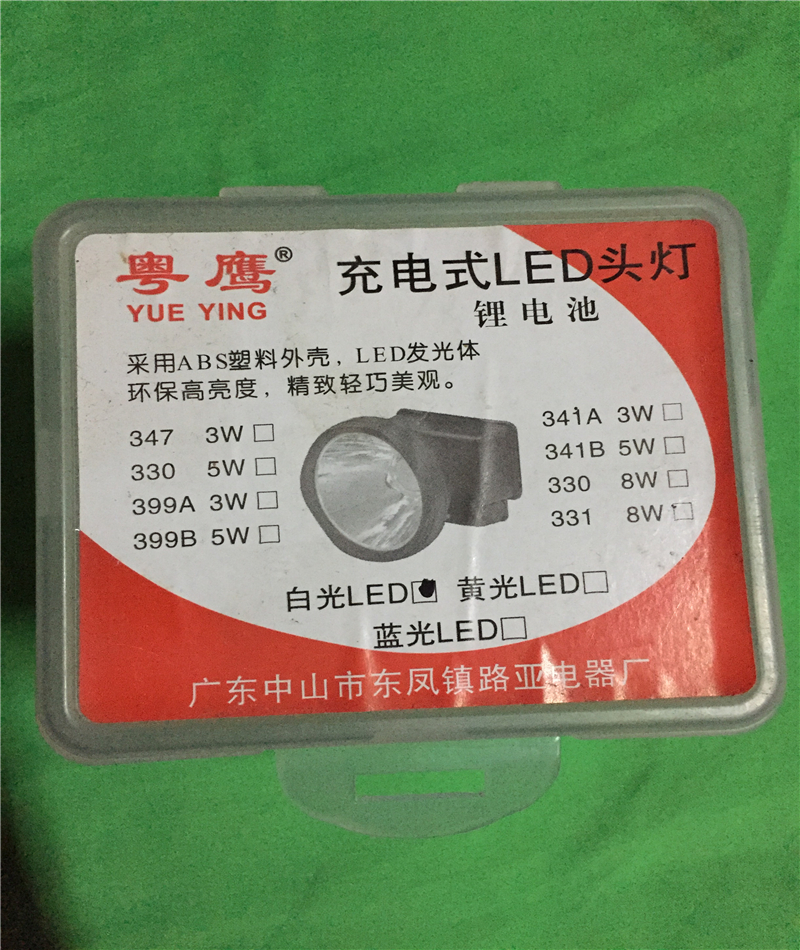 粤鹰® 充电式LED头灯
YUE YING 锂电池
采用ABS塑料外壳，LED发光体
环保高亮度，精致轻巧美观。
347 3W□
330 5W□
399A 3W□
399B 5W□
341A 3W□
341B 5W□
330 8W□
331 8W□
白光LED□ 黄光LED□
蓝光LED□
广东中山市东凤镇路亚电器厂